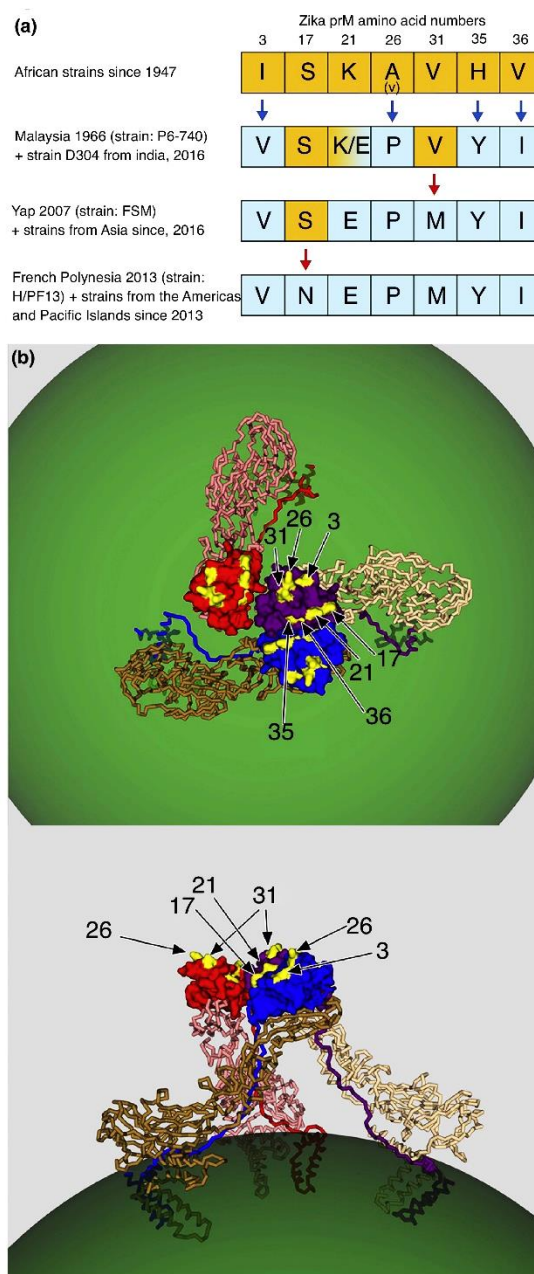 (a)
Zika prM amino acid numbers
3 17 21 26 31 35 36
African strains since 1947
I S K A V H V
(v)
Malaysia 1966 (strain: P6-740)
+ strain D304 from india, 2016
V S K/E P V Y I
Yap 2007 (strain: FSM)
+ strains from Asia since, 2016
V S E P M Y I
French Polynesia 2013 (strain:
H/PF13) + strains from the Americas
and Pacific Islands since 2013
V N E P M Y I
(b)
26
31 3
17
21
35 36
21 31
17
26 26
3